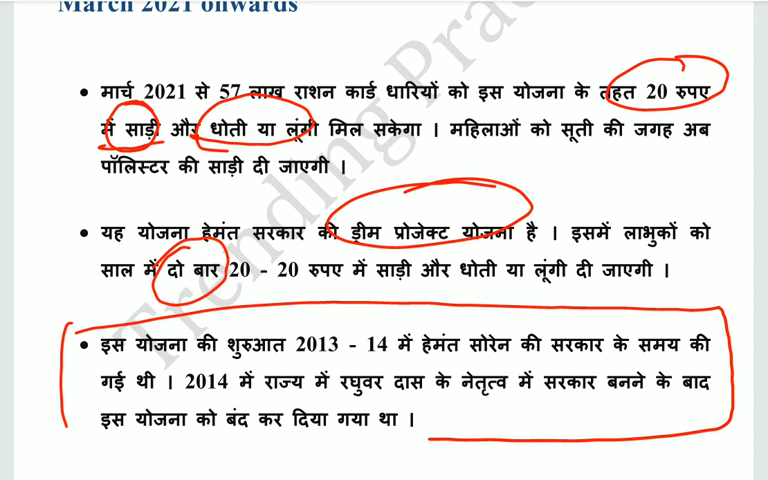 March 2021 onwards
• मार्च 2021 से 57 लाख राशन कार्ड धारियों को इस योजना के तहत 20 रुपए
में साड़ी और धोती या लूंगी मिल सकेगा । महिलाओं को सूती की जगह अब
पॉलिस्टर की साड़ी दी जाएगी ।
• यह योजना हेमंत सरकार की ड्रीम प्रोजेक्ट योजना है । इसमें लाभुकों को
साल में दो बार 20 - 20 रुपए में साड़ी और धोती या लूंगी दी जाएगी ।
• इस योजना की शुरुआत 2013 - 14 में हेमंत सोरेन की सरकार के समय की
गई थी । 2014 में राज्य में रघुवर दास के नेतृत्व में सरकार बनने के बाद
इस योजना को बंद कर दिया गया था ।
Trending Prac